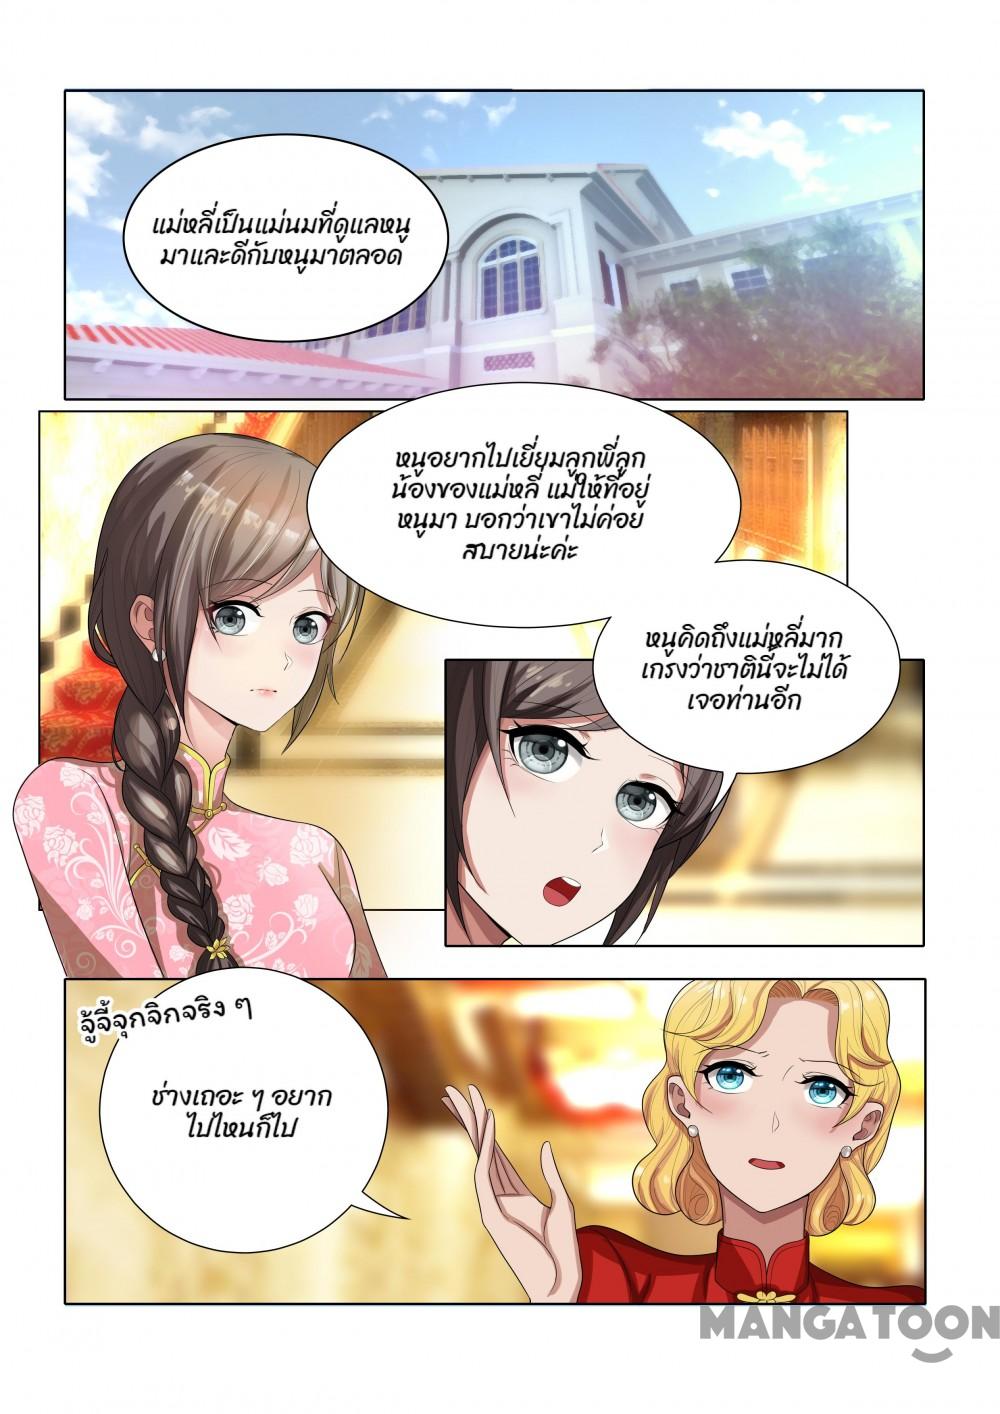 แม่หลี่เป็นแม่นมที่ดูแลหนู
มาและดีกับหนูมาตลอด
หนูอยากไปเยี่ยมลูกพี่ลูก
น้องของแม่หลี่ แม่ให้ที่อยู่
หนูมา บอกว่าเขาไม่ค่อย
สบายน่ะค่ะ
หนูคิดถึงแม่หลี่มาก
เกรงว่าชาตินี้จะไม่ได้
เจอท่านอีก
จู้จี้จุกจิกจริง ๆ
ช่างเถอะ ๆ อยาก
ไปไหนก็ไป
MANGATOON